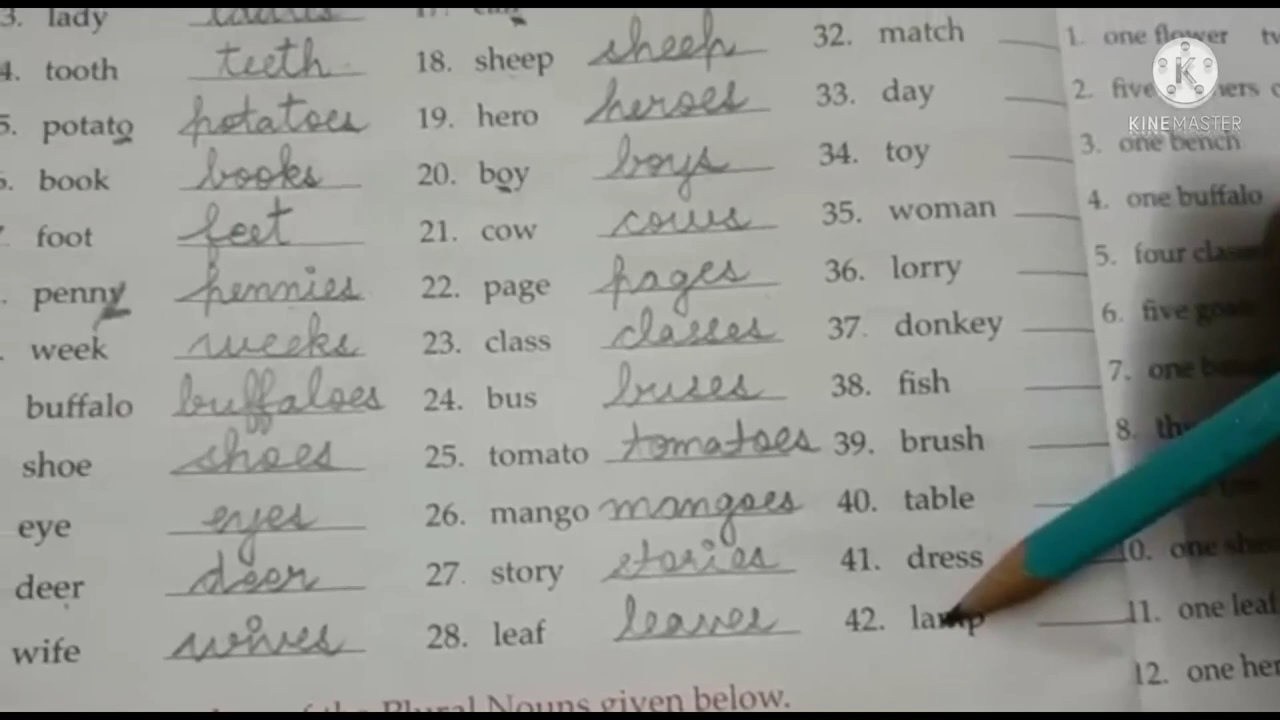 3. lady ladies
4. tooth teeth
5. potato potatoes
book books
foot feet
penny pennies
week weeks
buffalo buffaloes
shoe shoes
eye eyes
deer deer
wife wives
17.
18. sheep sheep
19. hero heroes
20. boy boys
21. cow cows
22. page pages
23. class classes
24. bus buses
25. tomato tomatoes
26. mango mangoes
27. story stories
28. leaf leaves
32. match
33. day
34. toy
35. woman
36. lorry
37. donkey
38. fish
39. brush
40. table
41. dress
42. lamp
of the Plural Nouns given below.
1. one flower
2. five
3. one bench
4. one buffalo
5. four
6. five
7. one
8.
10. one
11. one leaf
12. one
KINEMASTER